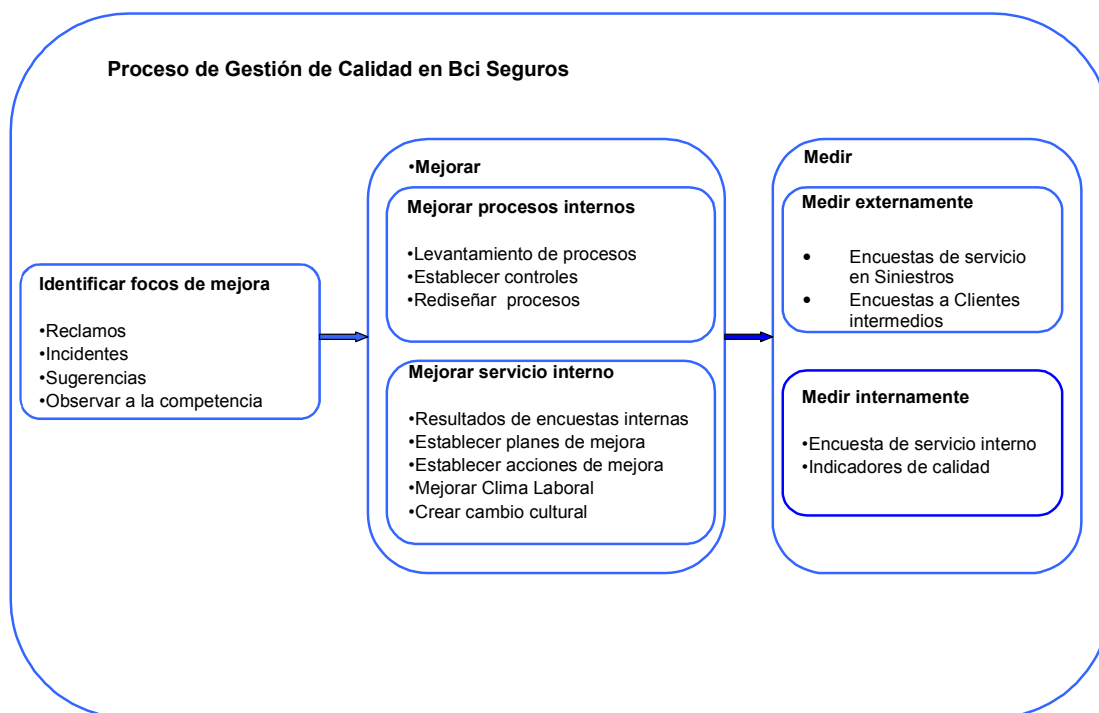 Proceso de Gestión de Calidad en Bci Seguros
Identificar focos de mejora
•Reclamos
•Incidentes
•Sugerencias
•Observar a la competencia
•Mejorar
Mejorar procesos internos
•Levantamiento de procesos
•Establecer controles
•Rediseñar procesos
Mejorar servicio interno
•Resultados de encuestas internas
•Establecer planes de mejora
•Establecer acciones de mejora
•Mejorar Clima Laboral
•Crear cambio cultural
Medir
Medir externamente
• Encuestas de servicio
en Siniestros
• Encuestas a Clientes
intermedios
Medir internamente
•Encuesta de servicio interno
•Indicadores de calidad